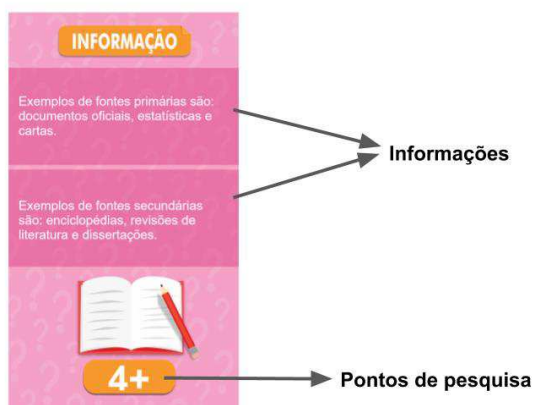 INFORMAÇÃO
Exemplos de fontes primárias são:
documentos oficiais, estatísticas e
cartas.
Informações
Exemplos de fontes secundárias
são: enciclopédias, revisões de
literatura e dissertações.
4+
Pontos de pesquisa